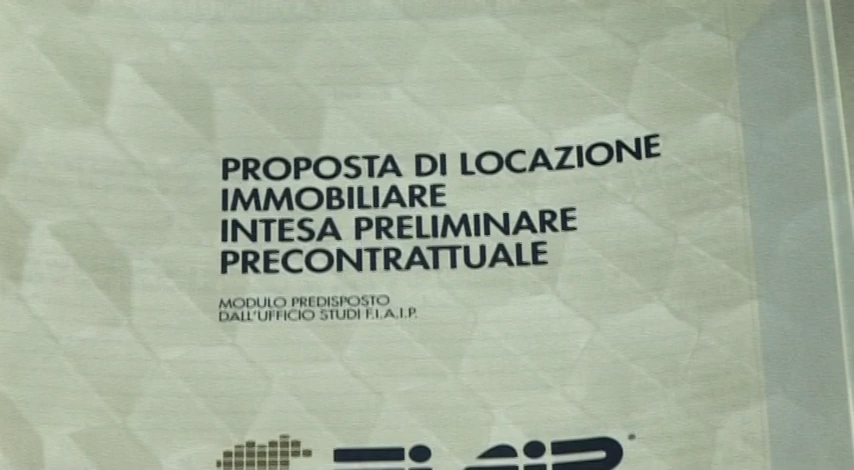 PROPOSTA DI LOCAZIONE
IMMOBILIARE
INTESA PRELIMINARE
PRECONTRATTUALE
MODULO PREDISPOSTO
DALL'UFFICIO STUDI F.I.A.I.P.